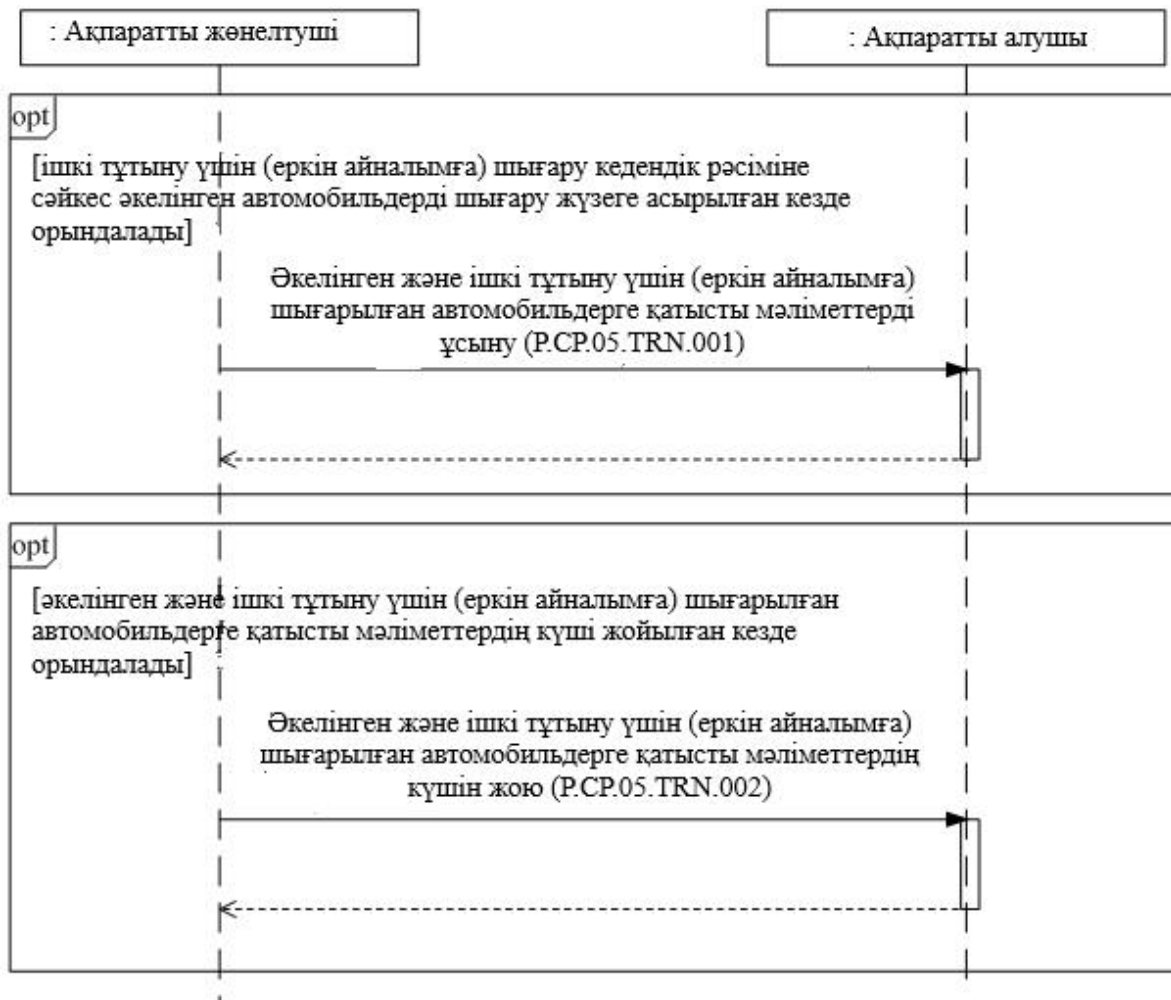 : Ақпаратты жөнелтуші
: Ақпаратты алушы
opt
[ішкі тұтыну үшін (еркін айналымға) шығару кедендік рәсіміне
сәйкес әкелінген автомобильдерді шығару жүзеге асырылған кезде
орындалады]
Әкелінген және ішкі тұтыну үшін (еркін айналымға)
шығарылған автомобильдерге қатысты мәліметтерді
ұсыну (P.CP.05.TRN.001)
opt
[әкелінген және ішкі тұтыну үшін (еркін айналымға) шығарылған
автомобильдерге қатысты мәліметтердің күші жойылған кезде
орындалады]
Әкелінген және ішкі тұтыну үшін (еркін айналымға)
шығарылған автомобильдерге қатысты мәліметтердің
күшін жою (P.CP.05.TRN.002)